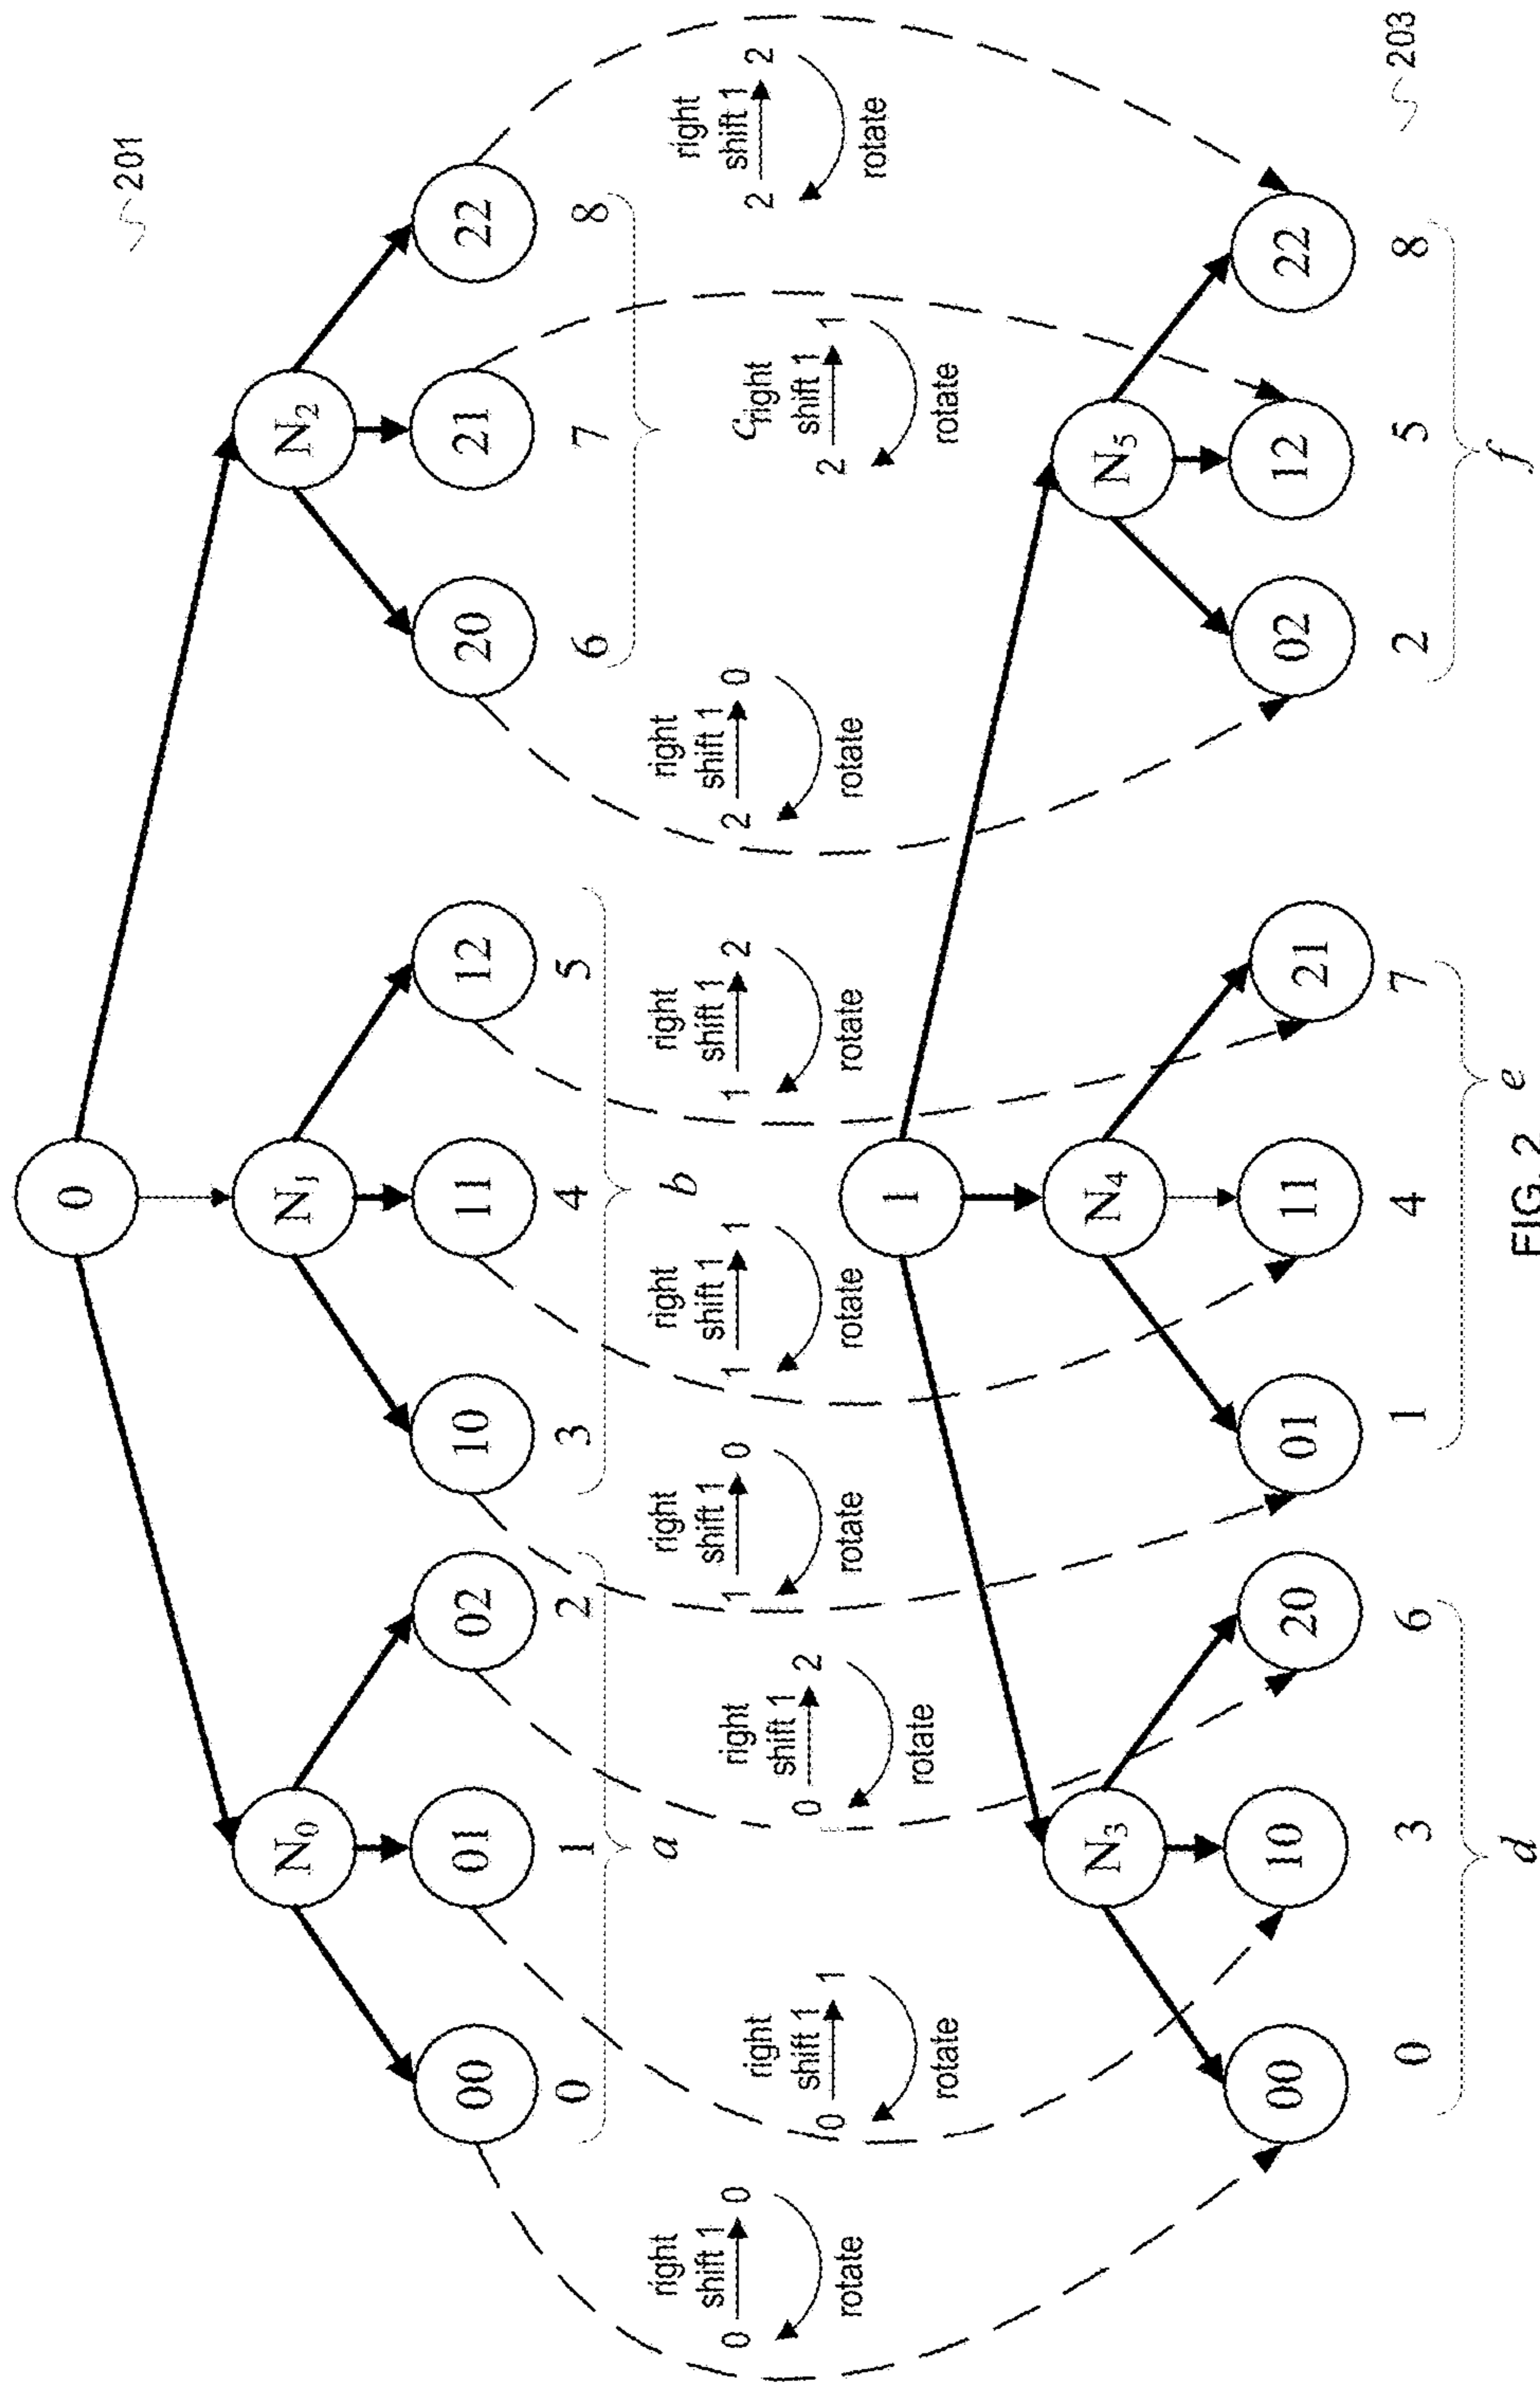 201
0
N0 N1 N2
00 01 02 10 11 12 20 21 22
0 1 2 3 4 5 6 7 8
a b c
right
shift 1
0 0
rotate
right
shift 1
0 1
rotate
right
shift 1
0 2
rotate
right
shift 1
1 0
rotate
right
shift 1
1 1
rotate
right
shift 1
1 2
rotate
right
shift 1
2 0
rotate
right
shift 1
2 1
rotate
right
shift 1
2 2
rotate
1
N3 N4 N5
00 10 20 01 11 21 02 12 22
203
0 3 6 1 4 7 2 5 8
d e f
FIG. 2